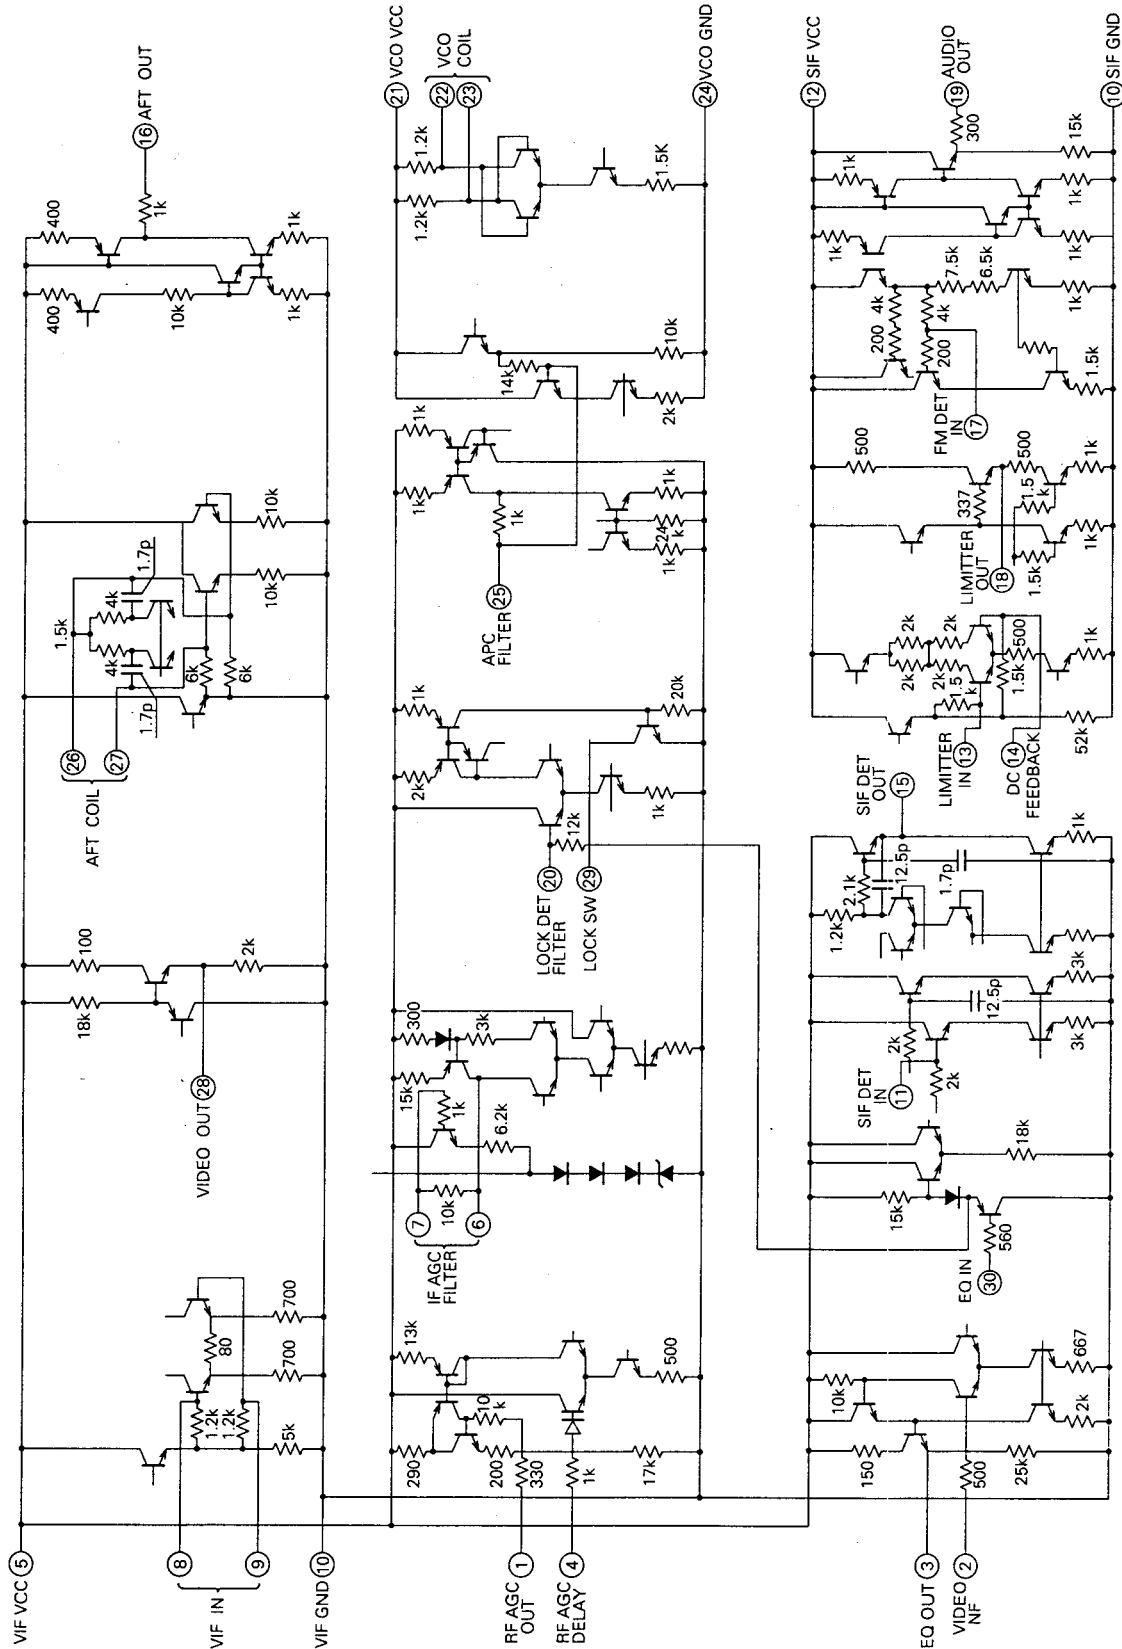 VIF VCC 5
8
VIF IN
9
VIF GND 10
1.2k
1.2k
5k
80
700
700
VIDEO OUT 28
18k
100
2k
AFT COIL
26
27
1.5k
4k
4k
1.7p
1.7p
6k
6k
10k
10k
400
400
10k
1k
1k
1k
16 AFT OUT
RF AGC
OUT
1
RF AGC
DELAY
4
290
13k
10
k
200
330
1k
17k
500
IF AGC
FILTER
7
6
10k
1k
15k
300
3k
6.2k
LOCK DET
FILTER
20
LOCK SW 29
12k
2k
1k
1k
20k
APC
FILTER
25
1k
1k
1k
1k
24
k
1k
14k
2k
10k
1.2k
1.2k
1.5K
21 VCO VCC
22 VCO
23 COIL
24 VCO GND
EQ OUT 3
VIDEO
NF
2
150
10k
500
25k
2k
667
EQ IN
30
560
15k
18k
SIF DET
IN
11
2k
2k
12.5p
3k
3k
1.2k
2.1k
12.5p
1.7p
1k
SIF DET
OUT
15
LIMITTER
IN
13
DC
FEEDBACK
14
52k
1.5
k
1.5k
2k
2k
2k
2k
500
1k
LIMITTER
OUT
18
337
500
500
1.5
k
1.5k
1k
1k
FM DET
IN
17
200
200
4k
4k
7.5k
6.5k
1.5k
1k
1k
1k
1k
1k
300
15k
12 SIF VCC
19 AUDIO
OUT
10 SIF GND